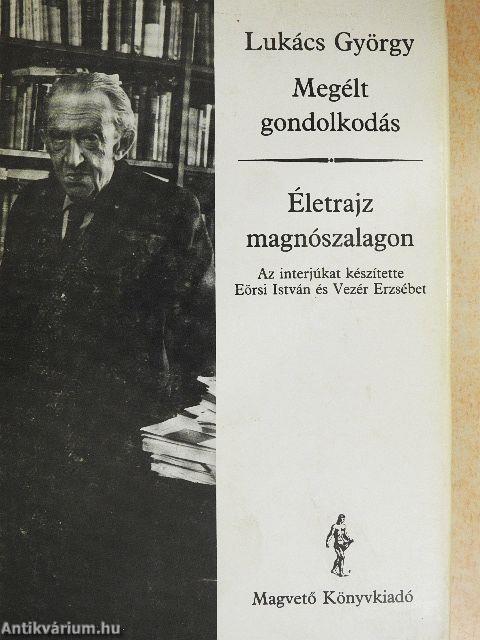 Lukács György
Megélt
gondolkodás
Életrajz
magnószalagon
Az interjúkat készítette
Eörsi István és Vezér Erzsébet
Magvető Könyvkiadó
Antikvárium.hu